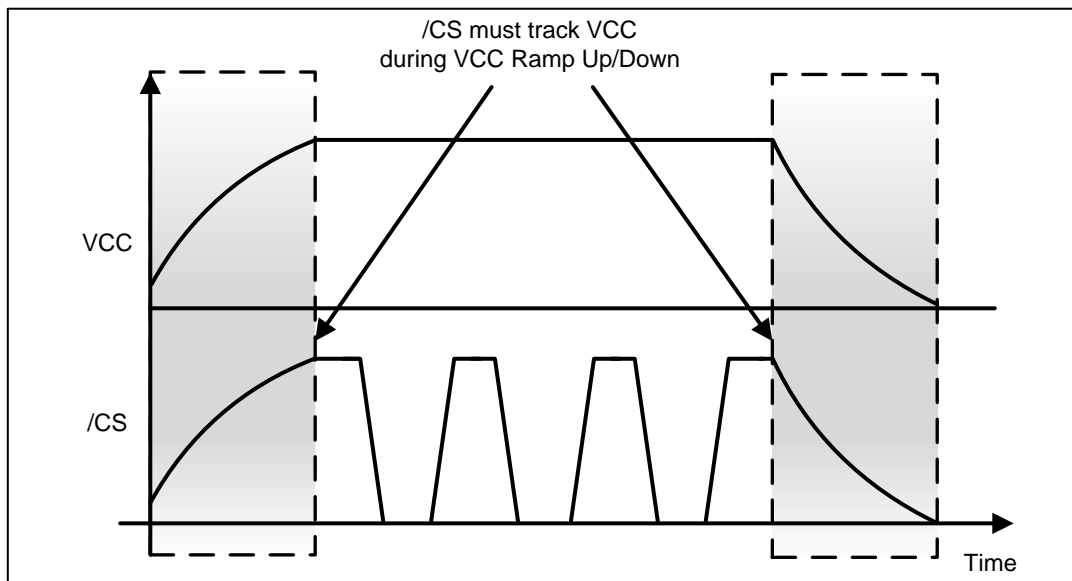 /CS must track VCC
during VCC Ramp Up/Down
VCC
/CS
Time